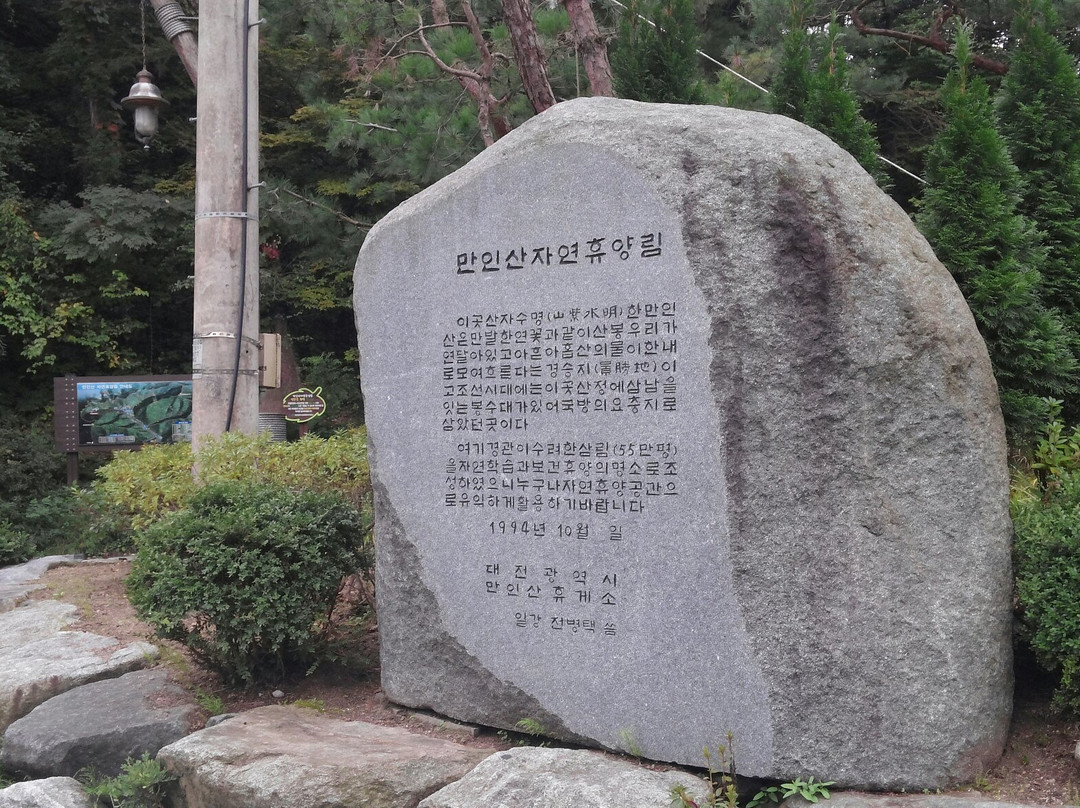 만인산자연휴양림
이곳산자수명(山紫水明)한만인
산은만발한연꽃과같이산봉우리가
연달아있고아흔아홉산의물이한내
로모여흐른다는경승지(景勝地)이
고조선시대에는이곳산정에삼남을
잇는봉수대가있어국방의요충지로
삼았던곳이다
여기경관이수려한삼림(55만평)
을자연학습과보건휴양의명소로조
성하였으니누구나자연휴양공간으
로유익하게활용하기바랍니다
1994년 10월 일
대전광역시
만인산휴게소
일강 전병택 씀